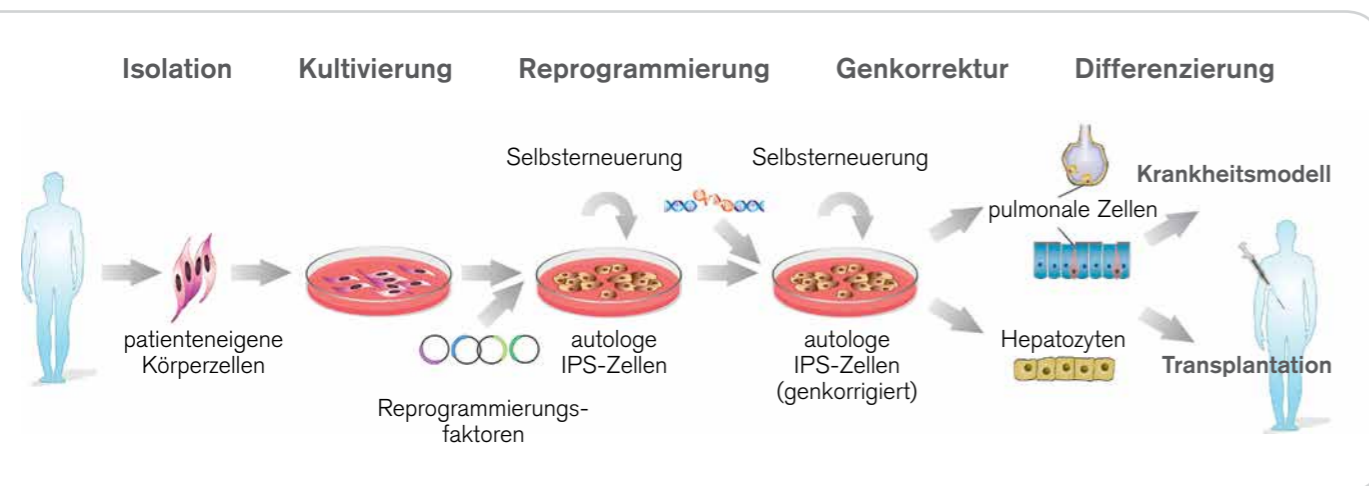 Isolation
Kultivierung
Reprogrammierung
Genkorrektur
Differenzierung
Selbsterneuerung
Selbsterneuerung
Krankheitsmodell
pulmonale Zellen
patienteneigene
Körperzellen
autologe
IPS-Zellen
autologe
IPS-Zellen
(genkorrigiert)
Hepatozyten
Transplantation
Reprogrammierungs-
faktoren